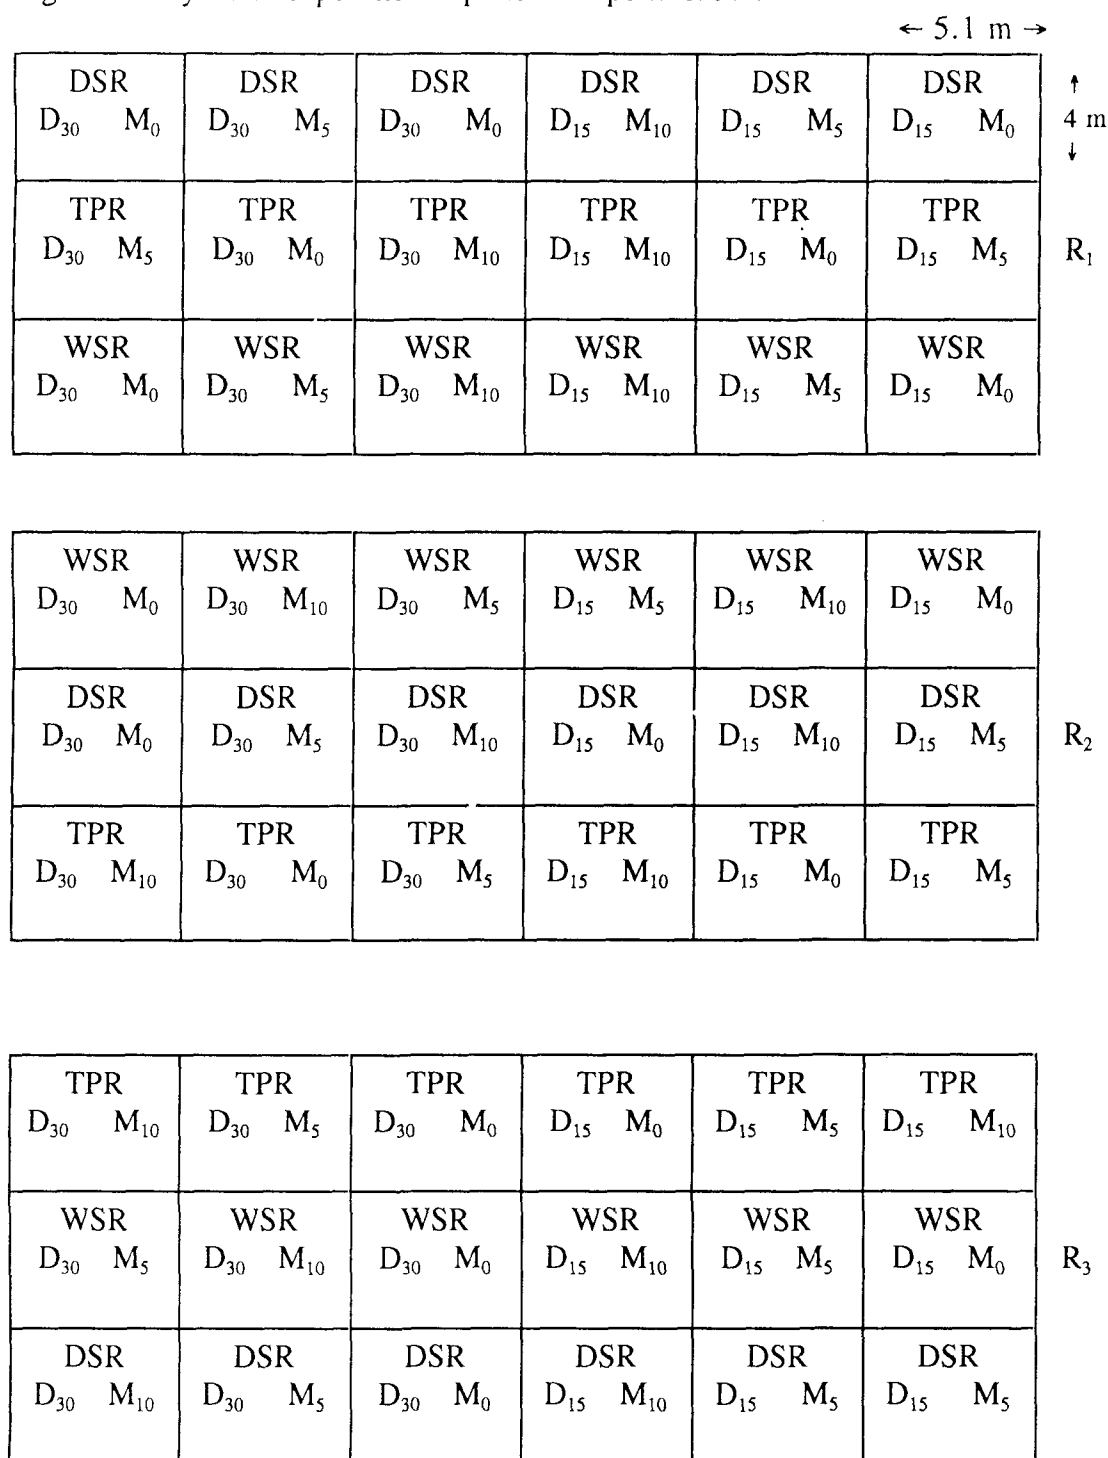 ← 5.1 m →
DSR DSR DSR DSR DSR DSR
D₃₀ M₀ D₃₀ M₅ D₃₀ M₀ D₁₅ M₁₀ D₁₅ M₅ D₁₅ M₀
↑
4 m
↓
TPR TPR TPR TPR TPR TPR
D₃₀ M₅ D₃₀ M₀ D₃₀ M₁₀ D₁₅ M₁₀ D₁₅ M₀ D₁₅ M₅ R₁
WSR WSR WSR WSR WSR WSR
D₃₀ M₀ D₃₀ M₅ D₃₀ M₁₀ D₁₅ M₁₀ D₁₅ M₅ D₁₅ M₀
WSR WSR WSR WSR WSR WSR
D₃₀ M₀ D₃₀ M₁₀ D₃₀ M₅ D₁₅ M₅ D₁₅ M₁₀ D₁₅ M₀
DSR DSR DSR DSR DSR DSR
D₃₀ M₀ D₃₀ M₅ D₃₀ M₁₀ D₁₅ M₀ D₁₅ M₁₀ D₁₅ M₅ R₂
TPR TPR TPR TPR TPR TPR
D₃₀ M₁₀ D₃₀ M₀ D₃₀ M₅ D₁₅ M₁₀ D₁₅ M₀ D₁₅ M₅
TPR TPR TPR TPR TPR TPR
D₃₀ M₁₀ D₃₀ M₅ D₃₀ M₀ D₁₅ M₀ D₁₅ M₅ D₁₅ M₁₀
WSR WSR WSR WSR WSR WSR
D₃₀ M₅ D₃₀ M₁₀ D₃₀ M₀ D₁₅ M₁₀ D₁₅ M₅ D₁₅ M₀ R₃
DSR DSR DSR DSR DSR DSR
D₃₀ M₁₀ D₃₀ M₅ D₃₀ M₀ D₁₅ M₁₀ D₁₅ M₅ D₁₅ M₅